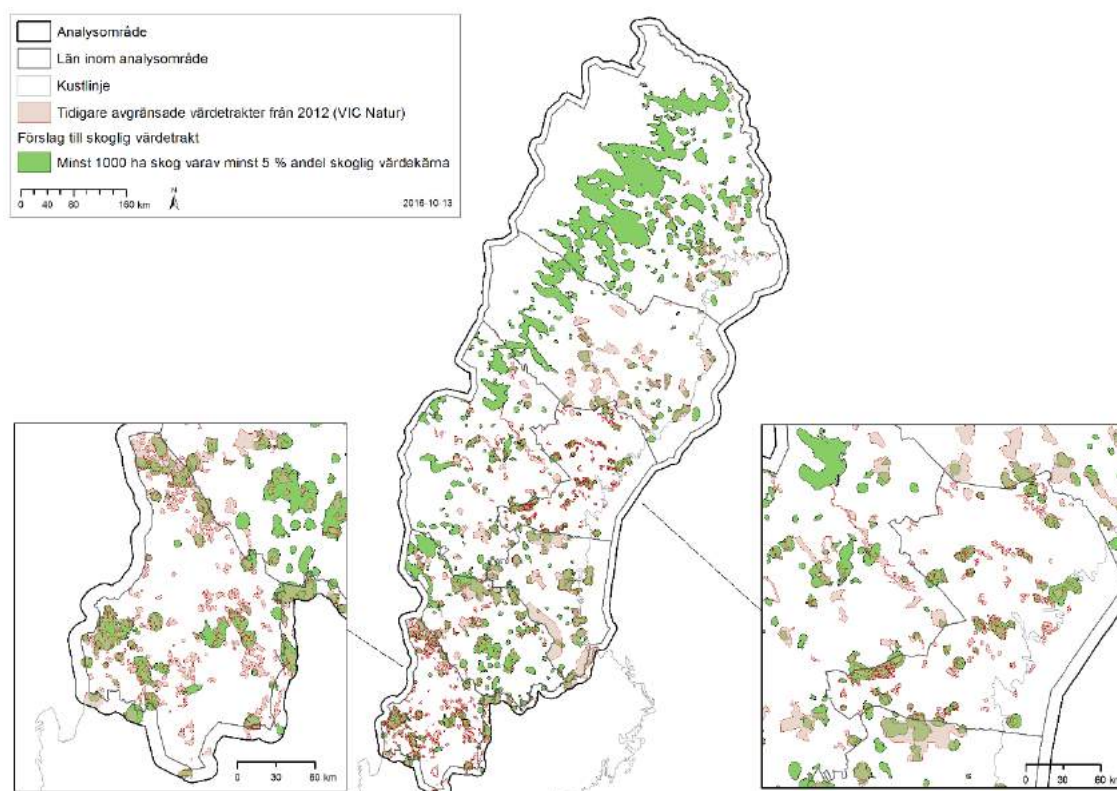 Analysområde
Län inom analysområde
Kustlinje
Tidigare avgränsade värdetrakter från 2012 (VIC Natur)
Förslag till skoglig värdetrakt
Minst 1000 ha skog varav minst 5 % andel skoglig värdekärna
0 40 80 160 km
N
2016-10-13
0 30 60 km
0 30 60 km